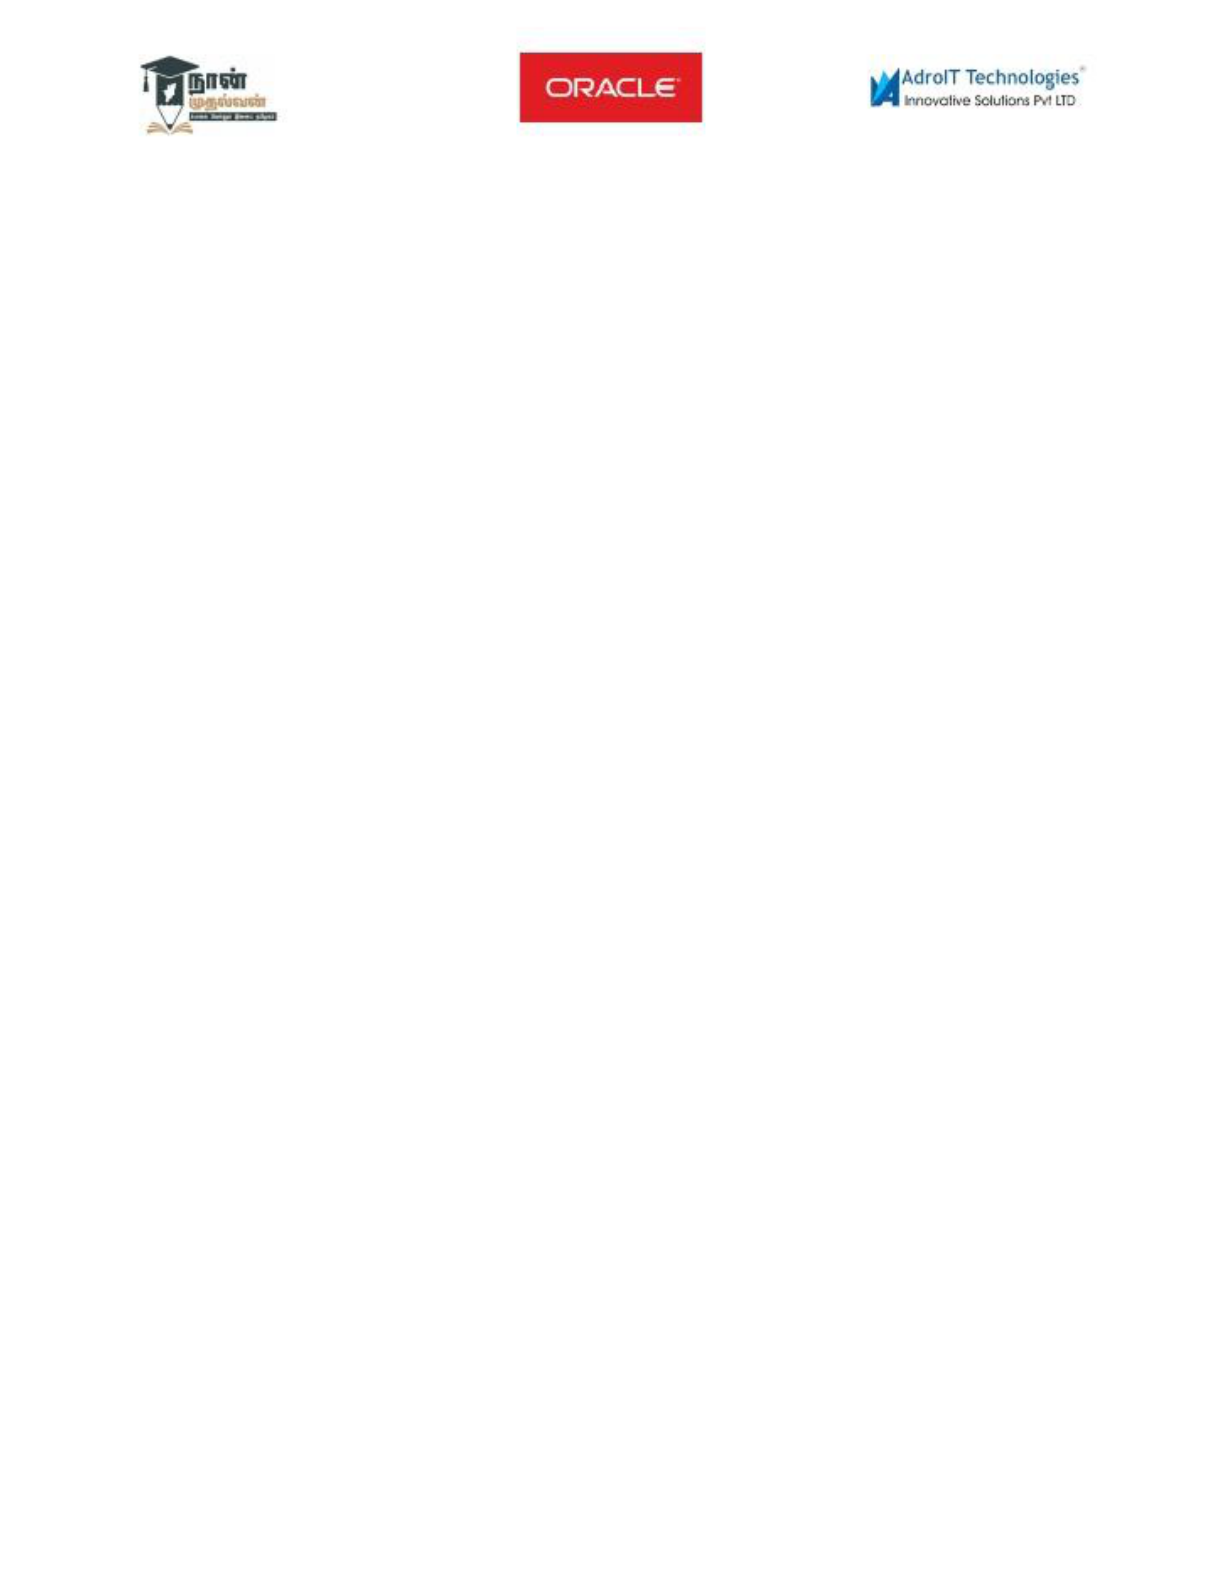 நான்
முதல்வன்
ORACLE
AdroIT Technologies®
Innovative Solutions Pvt LTD